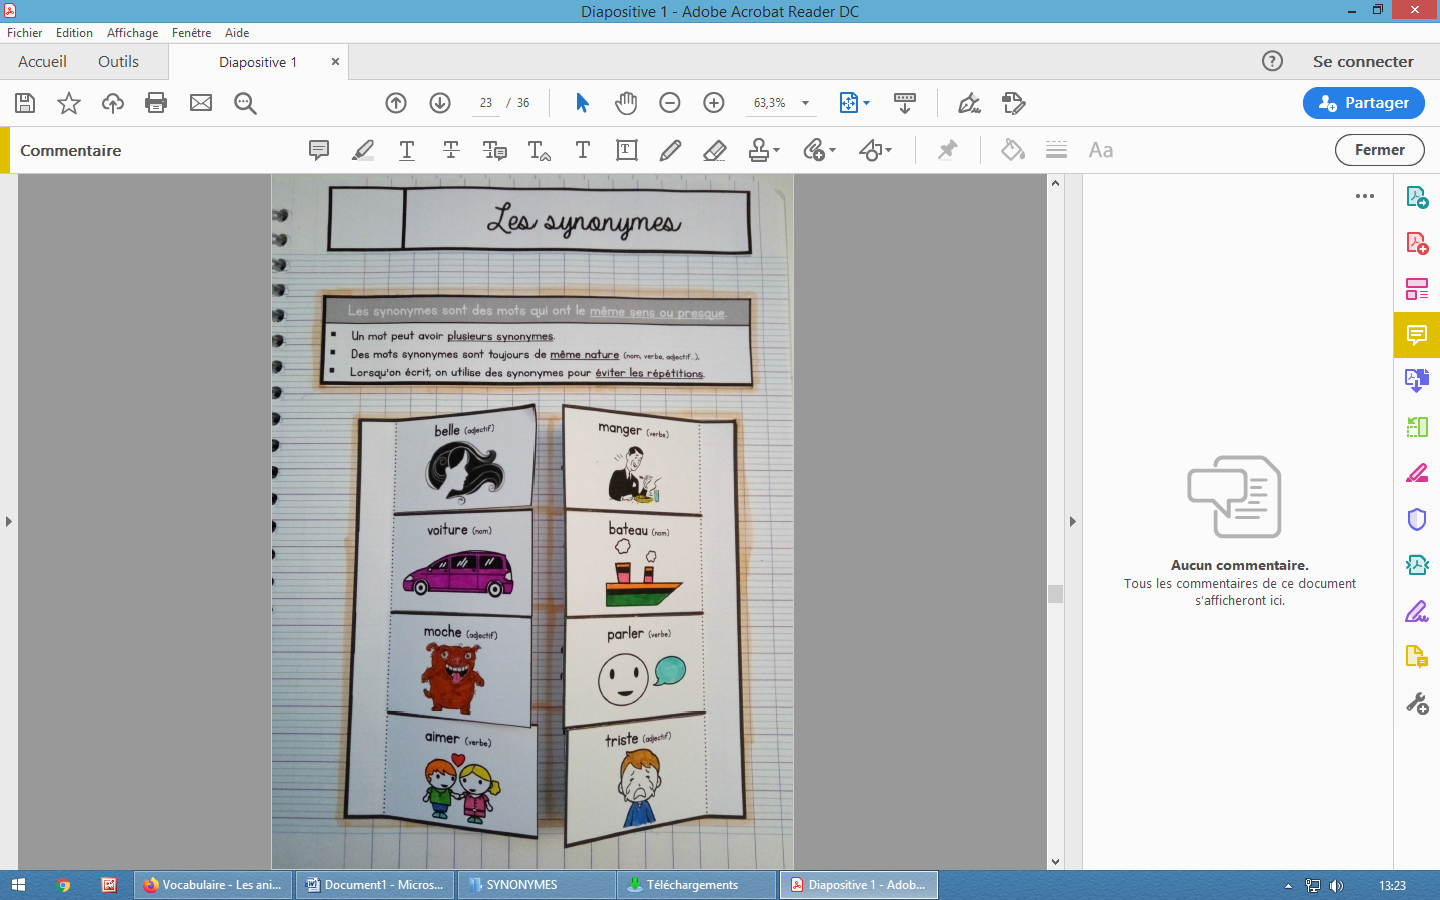 Diapositive 1 - Adobe Acrobat Reader DC
Fichier Edition Affichage Fenêtre Aide
Accueil Outils Diapositive 1 × ? Se connecter
23 / 36 63,3% Partager
Commentaire T T T T T T Aa Fermer
Les synonymes
Les synonymes sont des mots qui ont le même sens ou presque.
▪ Un mot peut avoir plusieurs synonymes.
▪ Des mots synonymes sont toujours de même nature (nom, verbe, adjectif...).
▪ Lorsqu'on écrit, on utilise des synonymes pour éviter les répétitions.
belle (adjectif)
manger (verbe)
voiture (nom)
bateau (nom)
moche (adjectif)
parler (verbe)
aimer (verbe)
triste (adjectif)
Aucun commentaire.
Tous les commentaires de ce document
s'afficheront ici.
Vocabulaire - Les ani... Document1 - Micros... SYNONYMES Téléchargements Diapositive 1 - Adob... 13:23